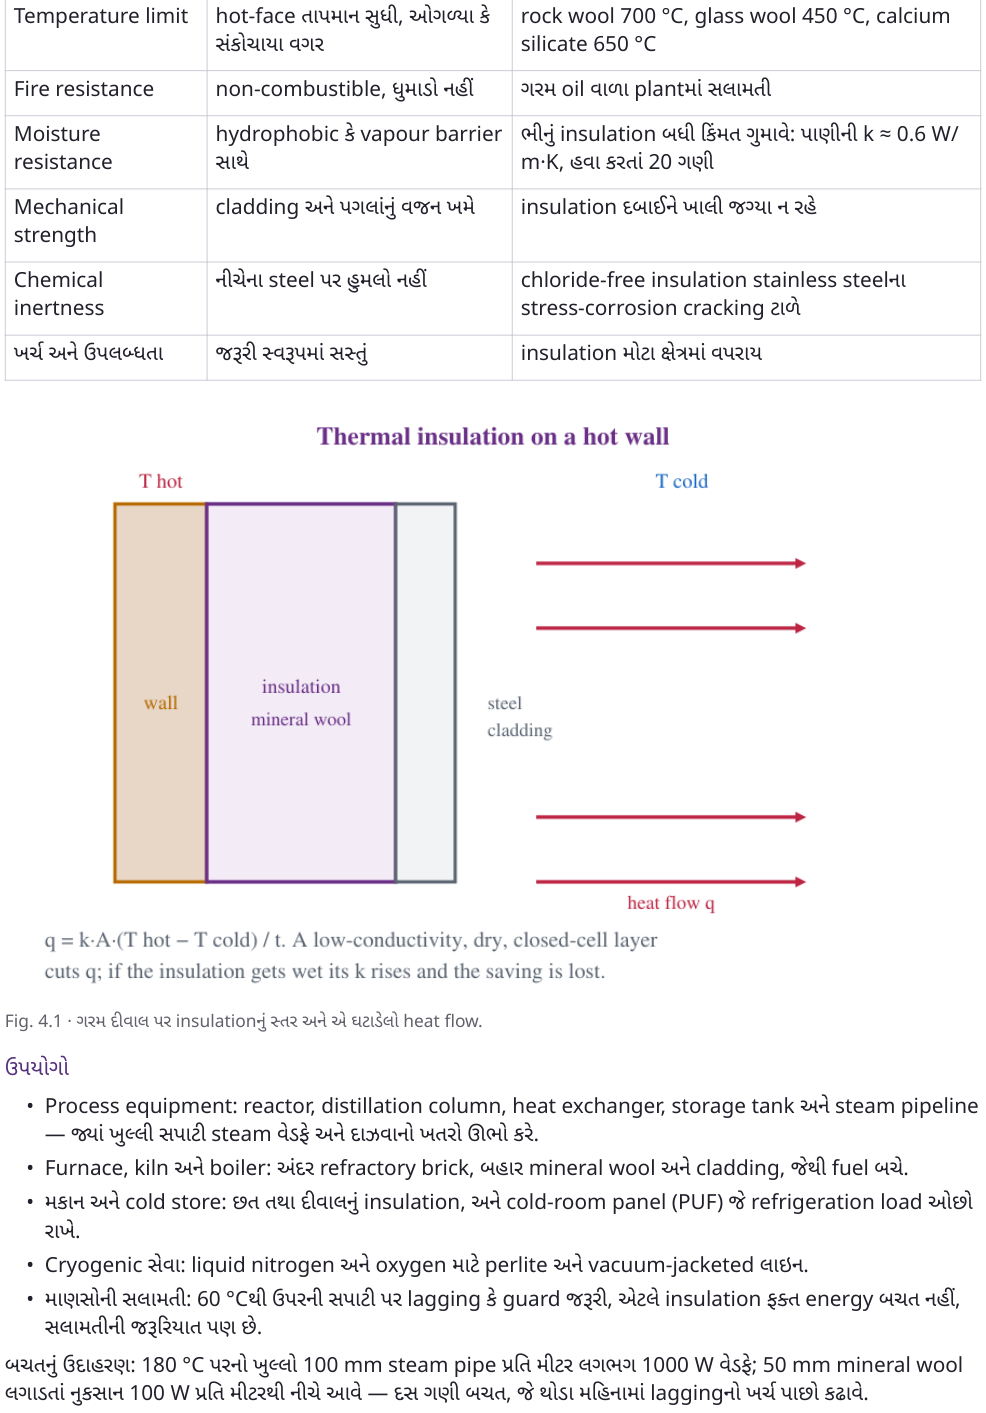 Temperature limit
hot-face તાપમાન સુધી, ઓગળ્યા કે
સંકોચાયા વગર
rock wool 700 °C, glass wool 450 °C, calcium
silicate 650 °C
Fire resistance
non-combustible, ધુમાડો નહીં
ગરમ oil વાળા plantમાં સલામતી
Moisture
resistance
hydrophobic કે vapour barrier
સાથે
ભીનું insulation બધી કિંમત ગુમાવે: પાણીની k ≈ 0.6 W/
m·K, હવા કરતાં 20 ગણી
Mechanical
strength
cladding અને પગલાંનું વજન ખમે
insulation દબાઈને ખાલી જગ્યા ન રહે
Chemical
inertness
નીચેના steel પર હુમલો નહીં
chloride-free insulation stainless steelના
stress-corrosion cracking ટાળે
ખર્ચ અને ઉપલબ્ધતા
જરૂરી સ્વરૂપમાં સસ્તું
insulation મોટા ક્ષેત્રમાં વપરાય
Thermal insulation on a hot wall
T hot
T cold
wall
insulation
mineral wool
steel
cladding
heat flow q
q = k·A·(T hot − T cold) / t. A low-conductivity, dry, closed-cell layer
cuts q; if the insulation gets wet its k rises and the saving is lost.
Fig. 4.1 · ગરમ દીવાલ પર insulationનું સ્તર અને એ ઘટાડેલો heat flow.
ઉપયોગો
• Process equipment: reactor, distillation column, heat exchanger, storage tank અને steam pipeline
— જ્યાં ખુલ્લી સપાટી steam વેડફે અને દાઝવાનો ખતરો ઊભો કરે.
• Furnace, kiln અને boiler: અંદર refractory brick, બહાર mineral wool અને cladding, જેથી fuel બચે.
• મકાન અને cold store: છત તથા દીવાલનું insulation, અને cold-room panel (PUF) જે refrigeration load ઓછો
રાખે.
• Cryogenic સેવા: liquid nitrogen અને oxygen માટે perlite અને vacuum-jacketed લાઇન.
• માણસોની સલામતી: 60 °Cથી ઉપરની સપાટી પર lagging કે guard જરૂરી, એટલે insulation ફક્ત energy બચત નહીં,
સલામતીની જરૂરિયાત પણ છે.
બચતનું ઉદાહરણ: 180 °C પરનો ખુલ્લો 100 mm steam pipe પ્રતિ મીટર લગભગ 1000 W વેડફે; 50 mm mineral wool
લગાડતાં નુકસાન 100 W પ્રતિ મીટરથી નીચે આવે — દસ ગણી બચત, જે થોડા મહિનામાં laggingનો ખર્ચ પાછો કઢાવે.